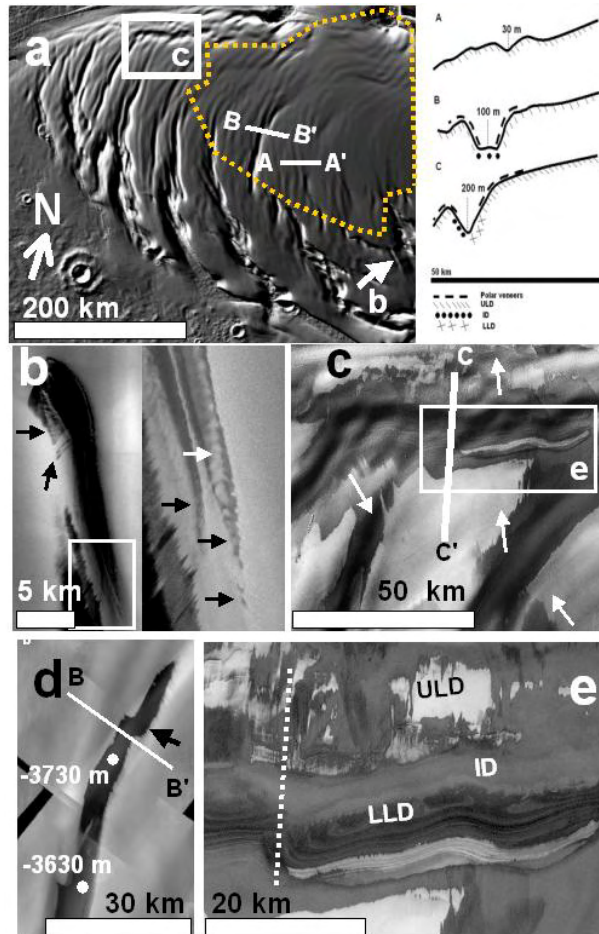 a
c
B
B'
A
A'
N
b
200 km
A
30 m
B
100 m
C
200 m
50 km
Polar veneers
ULD
ID
LLD
b
5 km
c
c
e
C'
50 km
d
B
B'
-3730 m
-3630 m
30 km
e
ULD
ID
LLD
20 km